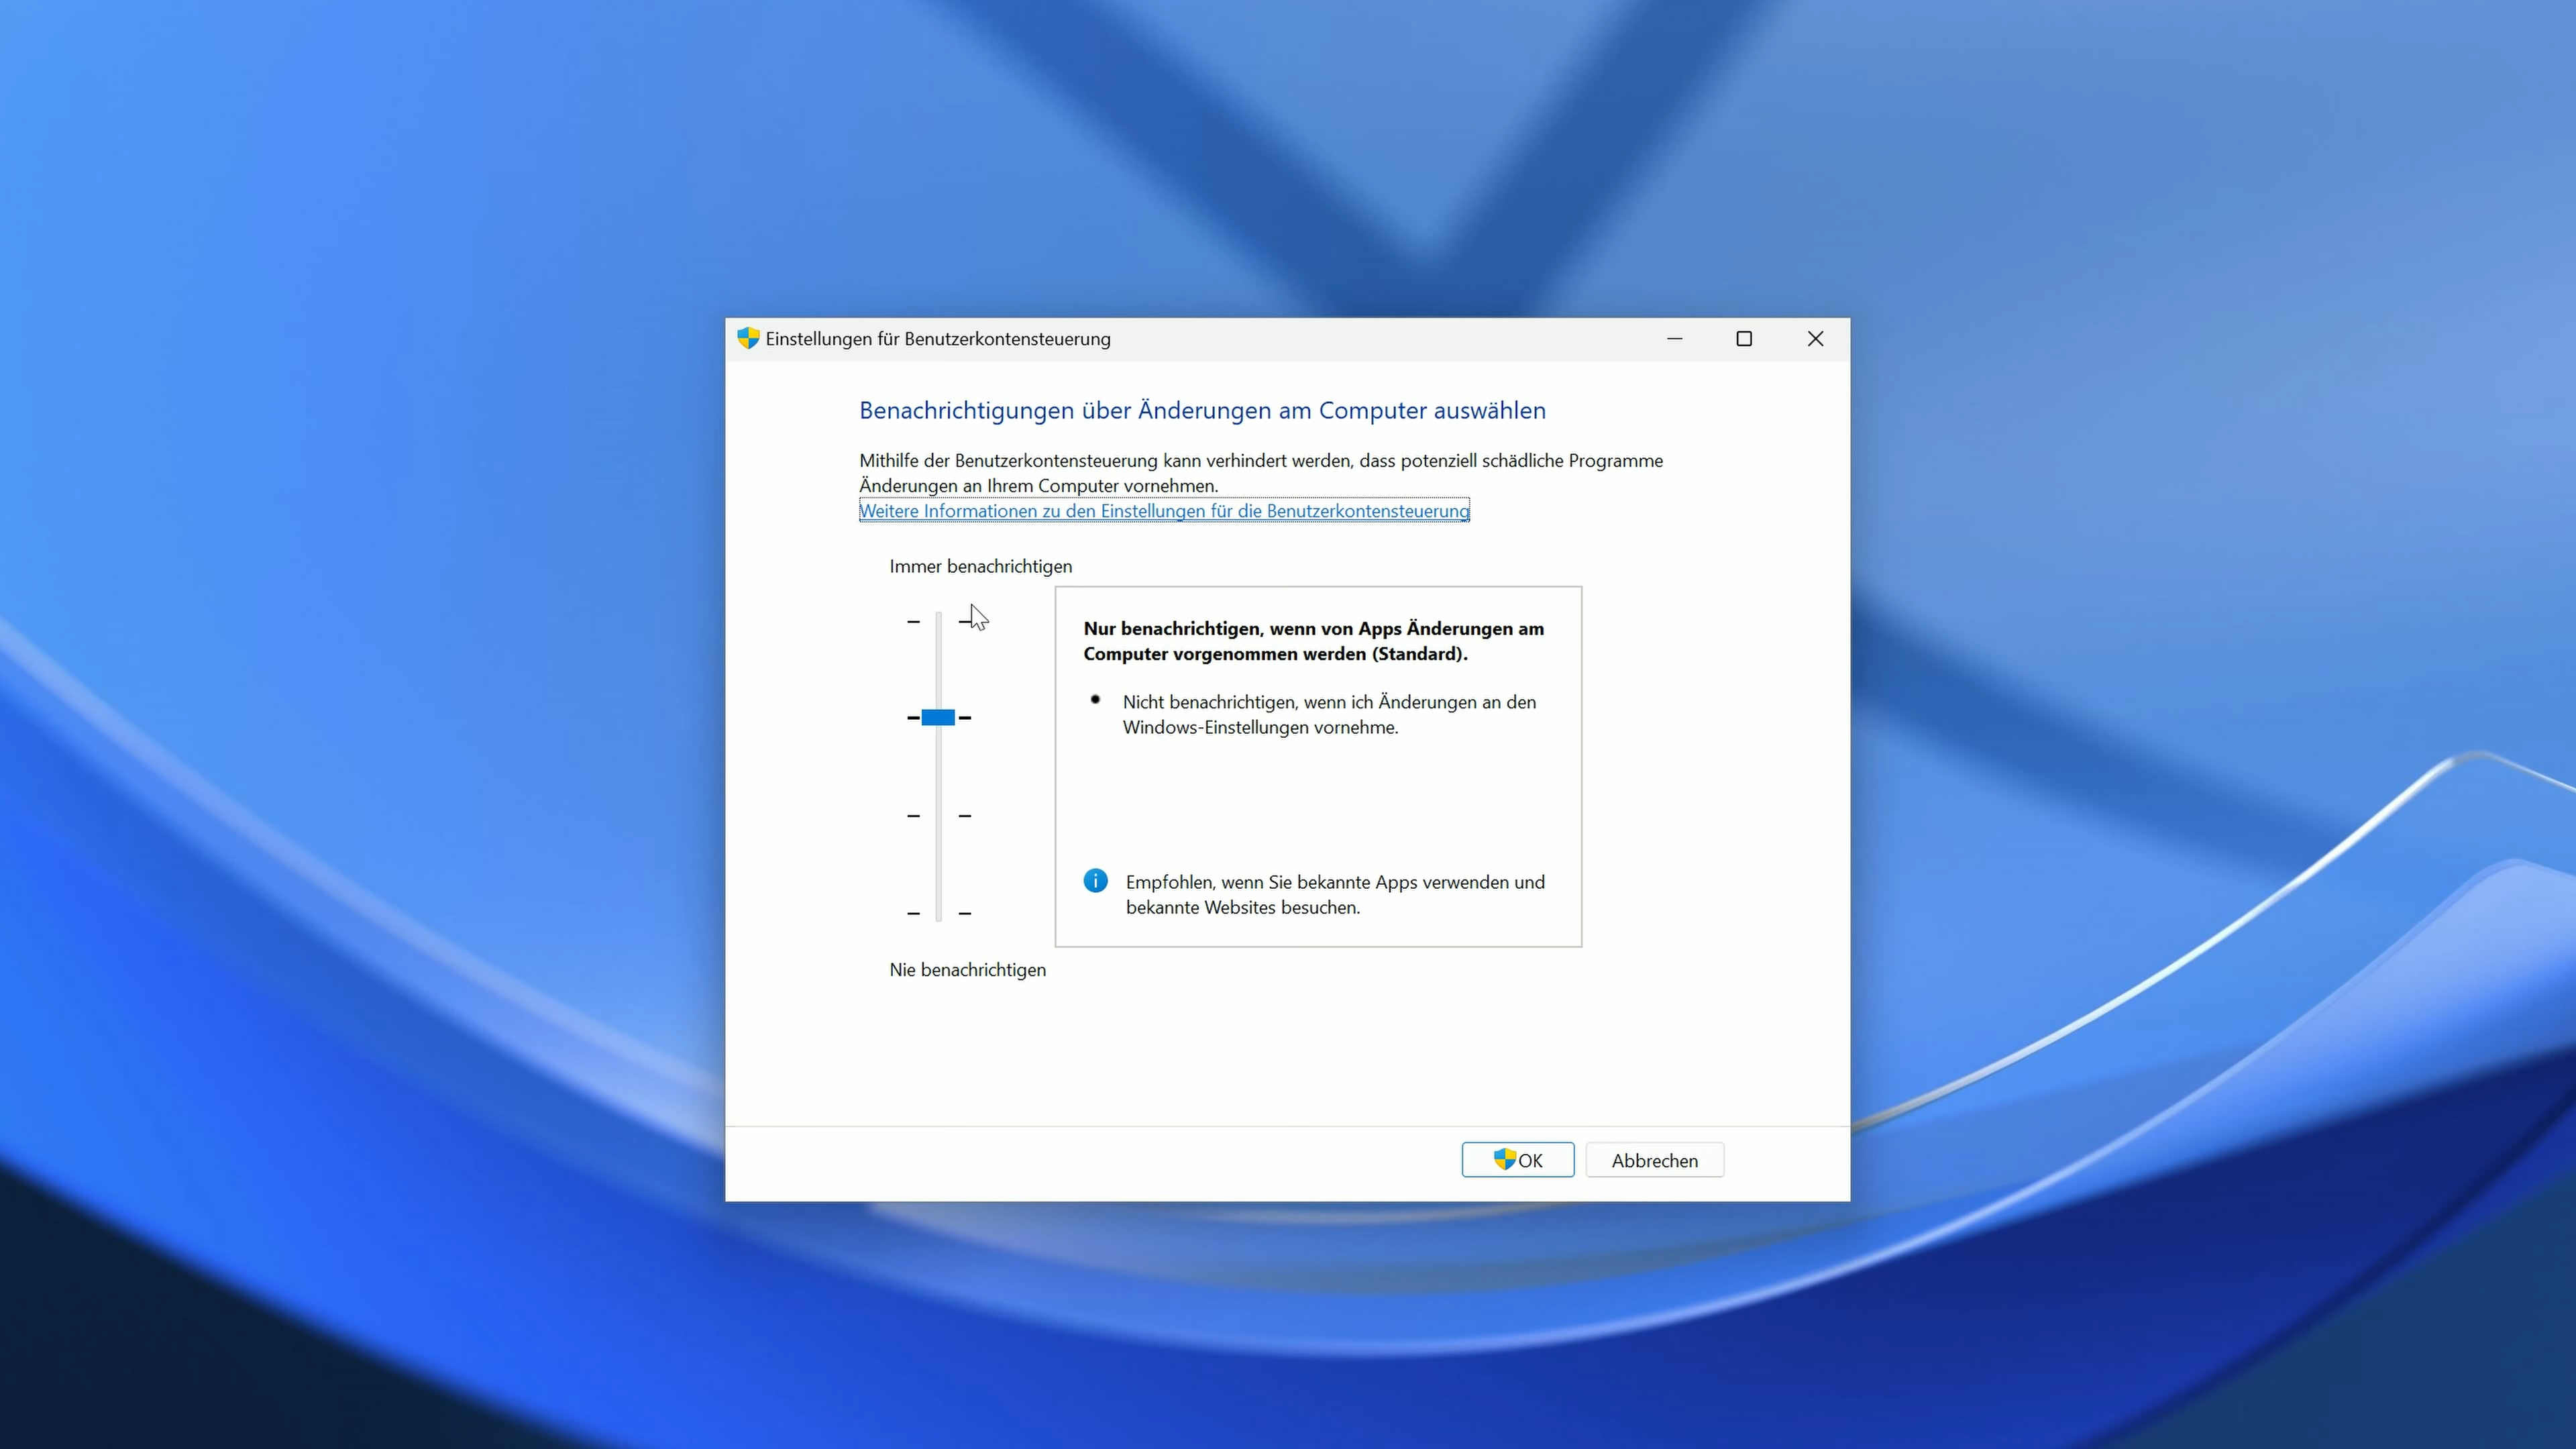 Einstellungen für Benutzerkontensteuerung
Benachrichtigungen über Änderungen am Computer auswählen
Mithilfe der Benutzerkontensteuerung kann verhindert werden, dass potenziell schädliche Programme
Änderungen an Ihrem Computer vornehmen.
Weitere Informationen zu den Einstellungen für die Benutzerkontensteuerung
Immer benachrichtigen
Nur benachrichtigen, wenn von Apps Änderungen am
Computer vorgenommen werden (Standard).
Nicht benachrichtigen, wenn ich Änderungen an den
Windows-Einstellungen vornehme.
Empfohlen, wenn Sie bekannte Apps verwenden und
bekannte Websites besuchen.
Nie benachrichtigen
OK Abbrechen